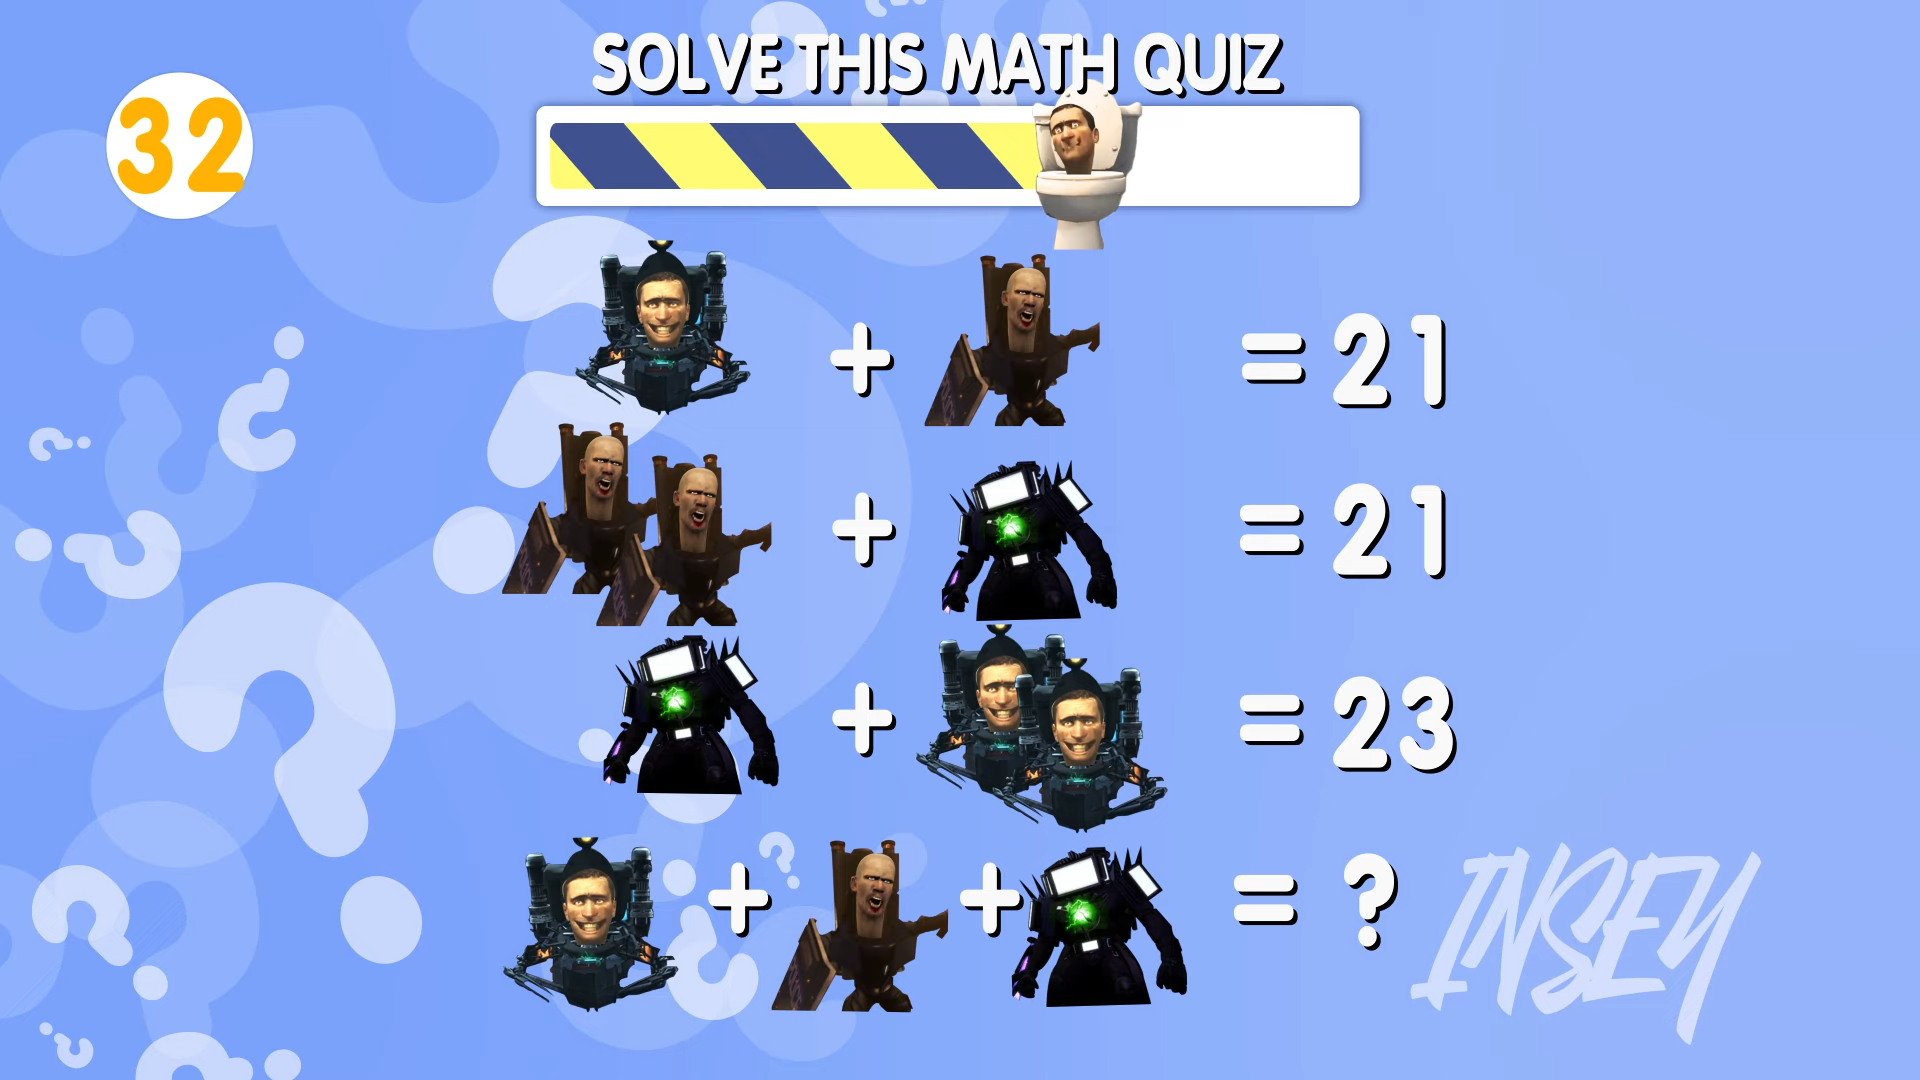 SOLVE THIS MATH QUIZ
32
+ = 21
+ = 21
+ = 23
+ + = ?
INSEY